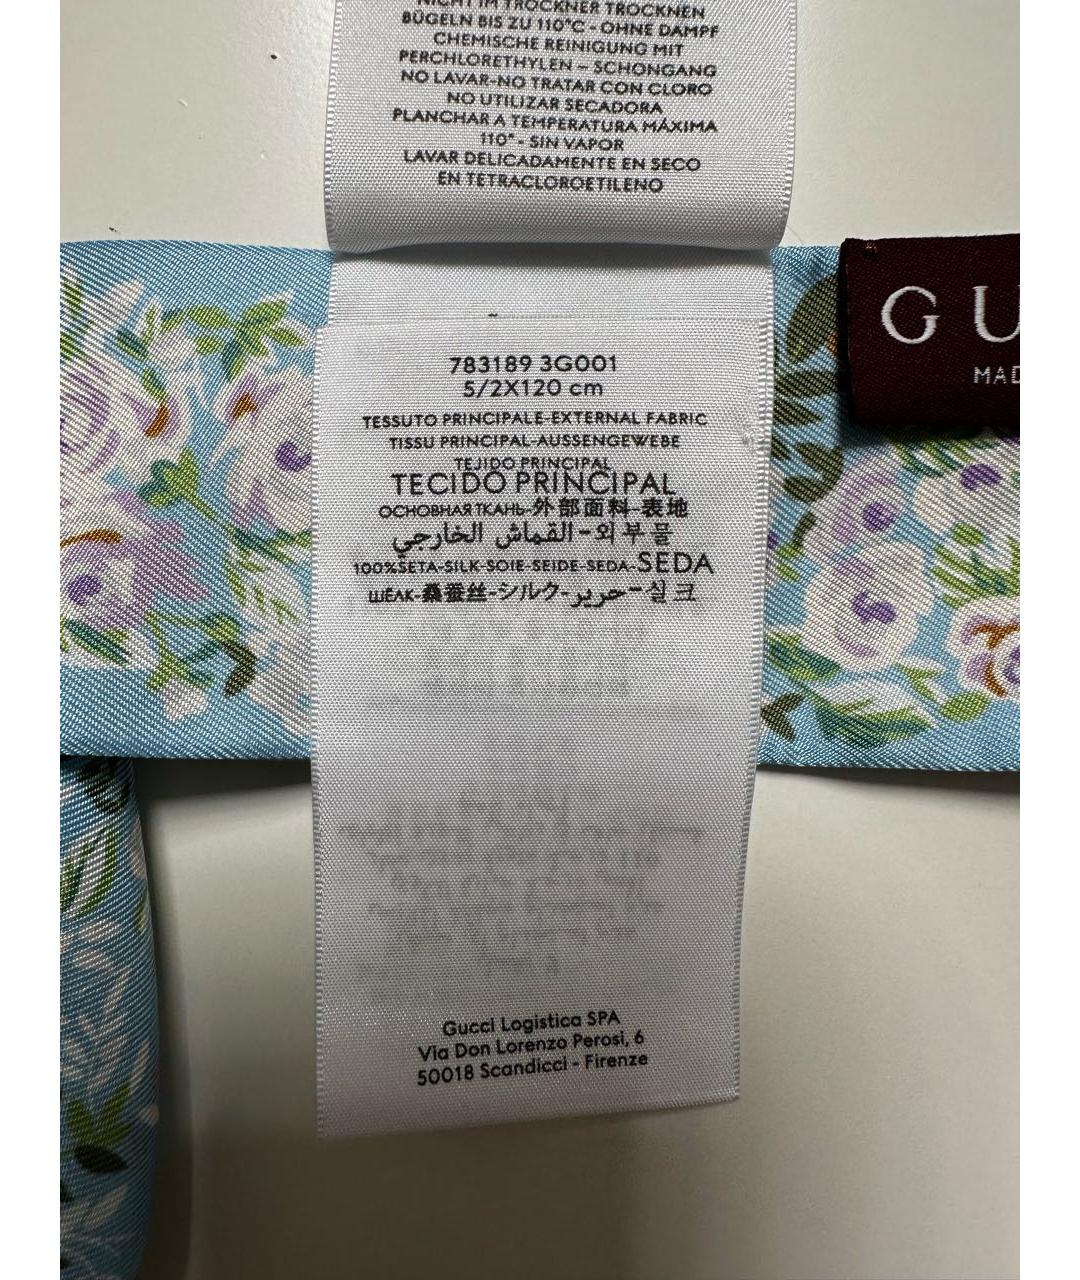 NICHT IM TROCKNER TROCKNEN
BÜGELN BIS ZU 110°C - OHNE DAMPF
CHEMISCHE REINIGUNG MIT
PERCHLORETHYLEN – SCHONGANG
NO LAVAR-NO TRATAR CON CLORO
NO UTILIZAR SECADORA
PLANCHAR A TEMPERATURA MÁXIMA
110° - SIN VAPOR
LAVAR DELICADAMENTE EN SECO
EN TETRACLOROETILENO
GU
MAD
783189 3G001
5/2X120 cm
TESSUTO PRINCIPALE-EXTERNAL FABRIC
TISSU PRINCIPAL-AUSSENGEWEBE
TEJIDO PRINCIPAL
TECIDO PRINCIPAL
ОСНОВНАЯ ТКАНЬ-外部面料-表地
القماش الخارجي-외부물
100%SETA-SILK-SOIE-SEIDE-SEDA-SEDA
ШЁЛК-桑蚕丝-シルク-حرير-실크
Gucci Logistica SPA
Via Don Lorenzo Perosi, 6
50018 Scandicci - Firenze